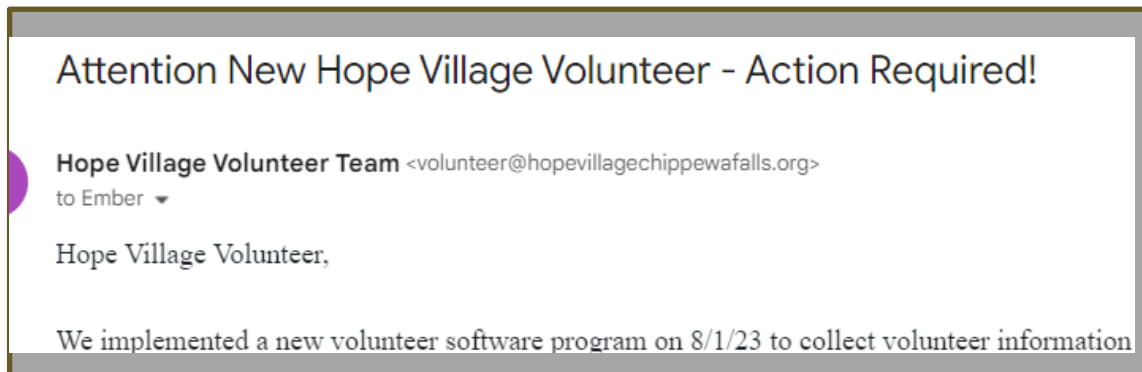 Attention New Hope Village Volunteer - Action Required!
Hope Village Volunteer Team <volunteer@hopevillagechippewafalls.org>
to Ember
Hope Village Volunteer,
We implemented a new volunteer software program on 8/1/23 to collect volunteer information